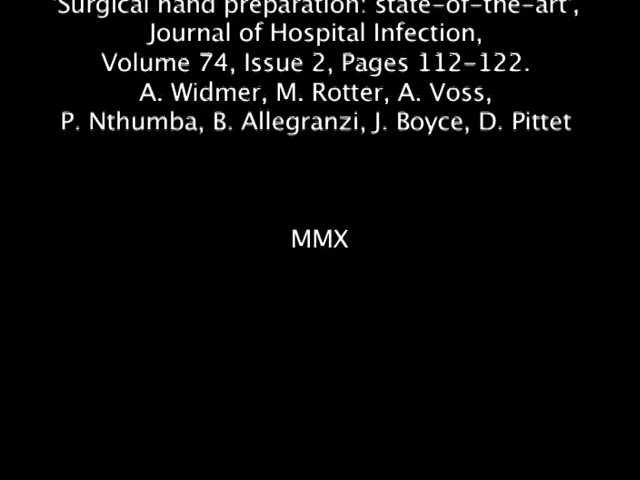 'Surgical hand preparation: state-of-the-art',
Journal of Hospital Infection,
Volume 74, Issue 2, Pages 112-122.
A. Widmer, M. Rotter, A. Voss,
P. Nthumba, B. Allegranzi, J. Boyce, D. Pittet
MMX